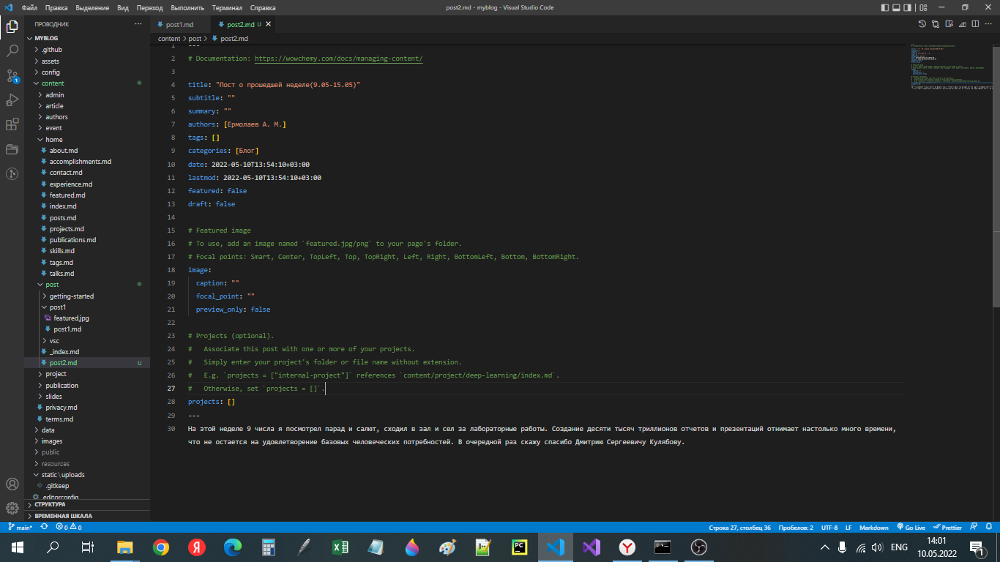 Файл Правка Выделение Вид Переход Выполнить Терминал Справка
post2.md - myblog - Visual Studio Code
ПРОВОДНИК ···
post1.md
post2.md U
content > post > post2.md
MYBLOG
.github
assets
config
content
admin
article
authors
event
home
about.md
accomplishments.md
contact.md
experience.md
featured.md
index.md
posts.md
projects.md
publications.md
skills.md
tags.md
talks.md
post
getting-started
post1
featured.jpg
post1.md
vsc
_index.md
post2.md U
project
publication
slides
privacy.md
terms.md
data
images
public
resources
static\uploads
.gitkeep
.editorconfig
СТРУКТУРА
ВРЕМЕННАЯ ШКАЛА
1
1 ---
2 # Documentation: https://wowchemy.com/docs/managing-content/
3
4 title: "Пост о прошедшей неделе(9.05-15.05)"
5 subtitle: ""
6 summary: ""
7 authors: [Ермолаев А. М.]
8 tags: []
9 categories: [Блог]
10 date: 2022-05-10T13:54:10+03:00
11 lastmod: 2022-05-10T13:54:10+03:00
12 featured: false
13 draft: false
14
15 # Featured image
16 # To use, add an image named `featured.jpg/png` to your page's folder.
17 # Focal points: Smart, Center, TopLeft, Top, TopRight, Left, Right, BottomLeft, Bottom, BottomRight.
18 image:
19 caption: ""
20 focal_point: ""
21 preview_only: false
22
23 # Projects (optional).
24 # Associate this post with one or more of your projects.
25 # Simply enter your project's folder or file name without extension.
26 # E.g. `projects = ["internal-project"]` references `content/project/deep-learning/index.md`.
27 # Otherwise, set `projects = []`.
28 projects: []
29 ---
30 На этой неделе 9 числа я посмотрел парад и салют, сходил в зал и сел за лабораторные работы. Создание десяти тысяч триллионов отчетов и презентаций отнимает настолько много времени,
что не остается на удовлетворение базовых человеческих потребностей. В очередной раз скажу спасибо Дмитрию Сергеевичу Кулябову.
main* 0 0
Строка 27, столбец 36 Пробелов: 2 UTF-8 LF Markdown Go Live Prettier
ENG
14:01
10.05.2022
1